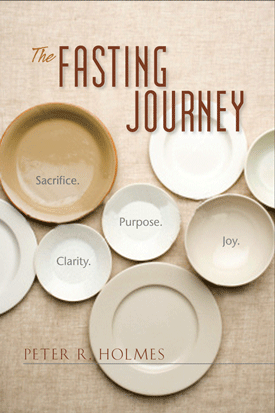 The
FASTING
JOURNEY
Sacrifice.
Purpose.
Clarity.
Joy.
PETER R. HOLMES